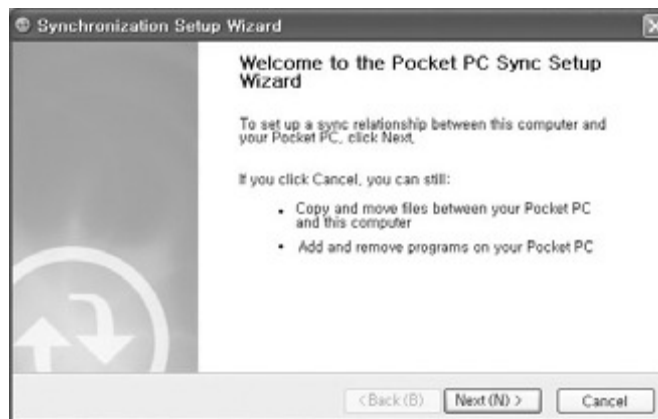 Synchronization Setup Wizard
Welcome to the Pocket PC Sync Setup
Wizard
To set up a sync relationship between this computer and
your Pocket PC, click Next,
If you click Cancel, you can still:
• Copy and move files between your Pocket PC
and this computer
• Add and remove programs on your Pocket PC
<Back(B) Next(N) > Cancel